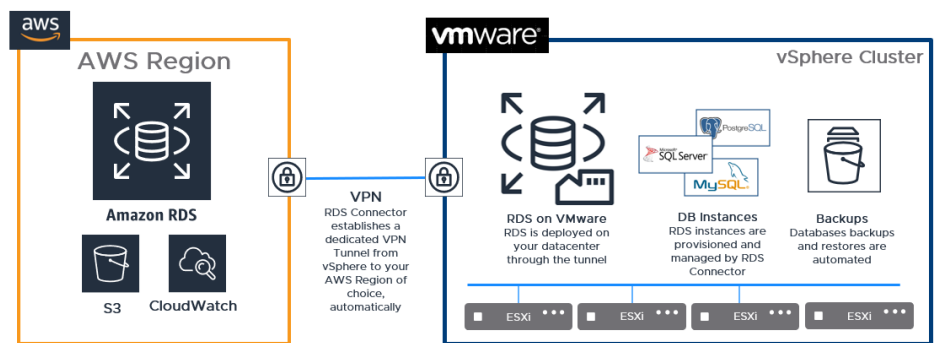 aws
AWS Region
Amazon RDS
S3
CloudWatch
VPN
RDS Connector
establishes a
dedicated VPN
Tunnel from
vSphere to your
AWS Region of
choice,
automatically
vmware®
vSphere Cluster
RDS on VMware
RDS is deployed on
your datacenter
through the tunnel
PostgreSQL
Microsoft
SQL Server
MySQL
DB Instances
RDS instances are
provisioned and
managed by RDS
Connector
Backups
Databases backups
and restores are
automated
ESXi
ESXi
ESXi
ESXi